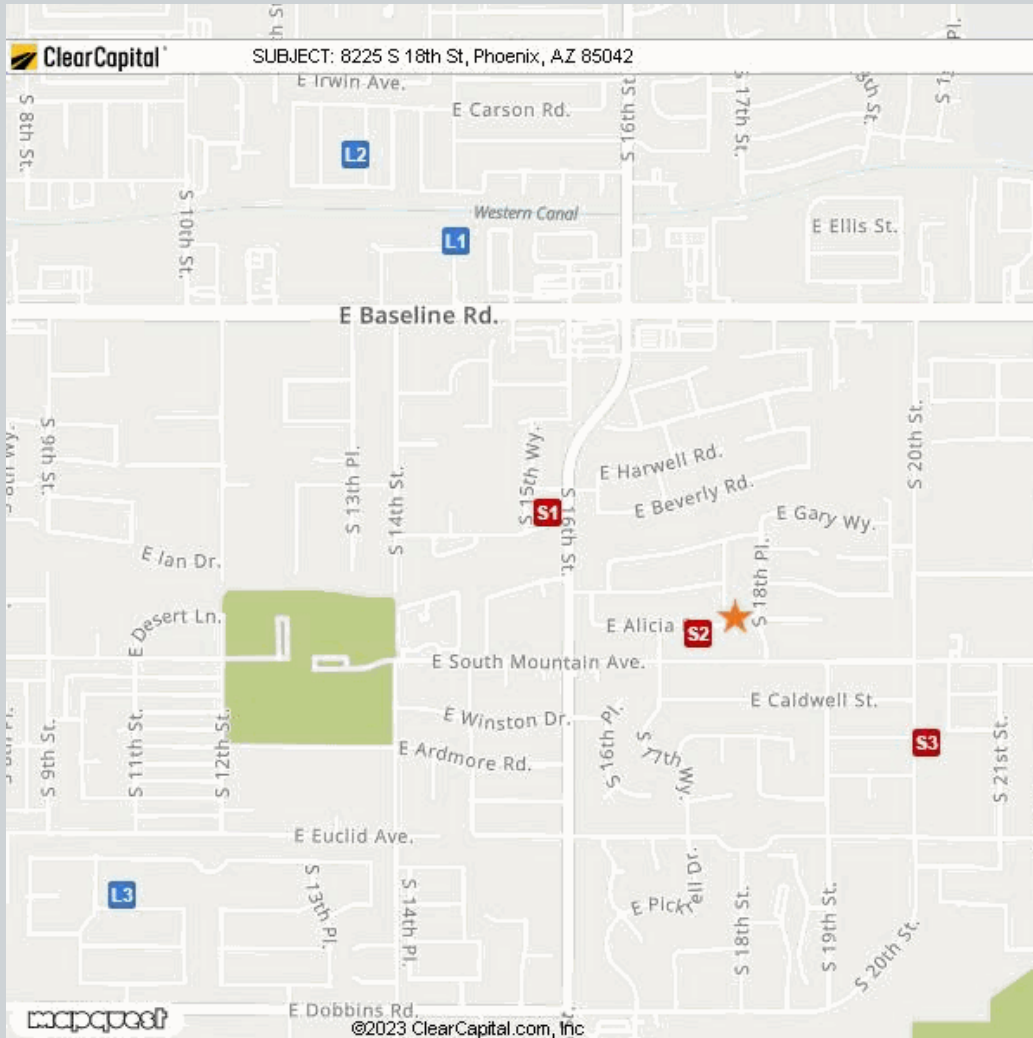 ClearCapital
SUBJECT: 8225 S 18th St, Phoenix, AZ 85042
E Irwin Ave.
E Carson Rd.
S 8th St.
S 16th St.
S 17th St.
L2
S 10th St.
Western Canal
L1
E Ellis St.
E Baseline Rd.
S 9th St.
S 13th Pl.
S 14th St.
S 15th Wy.
S 20th St.
E Harwell Rd.
E Beverly Rd.
S1
S 16th St.
E Gary Wy.
E Ian Dr.
S 18th Pl.
E Desert Ln.
E Alicia
S2
E South Mountain Ave.
E Caldwell St.
E Winston Dr.
S 16th Pl.
S 17th Wy.
S3
S 9th St.
S 11th St.
S 12th St.
E Ardmore Rd.
S 21st St.
E Euclid Ave.
L3
S 13th Pl.
S 14th Pl.
E Pickrell Dr.
S 18th St.
S 19th St.
S 20th St.
E Dobbins Rd.
mapquest
©2023 ClearCapital.com, Inc